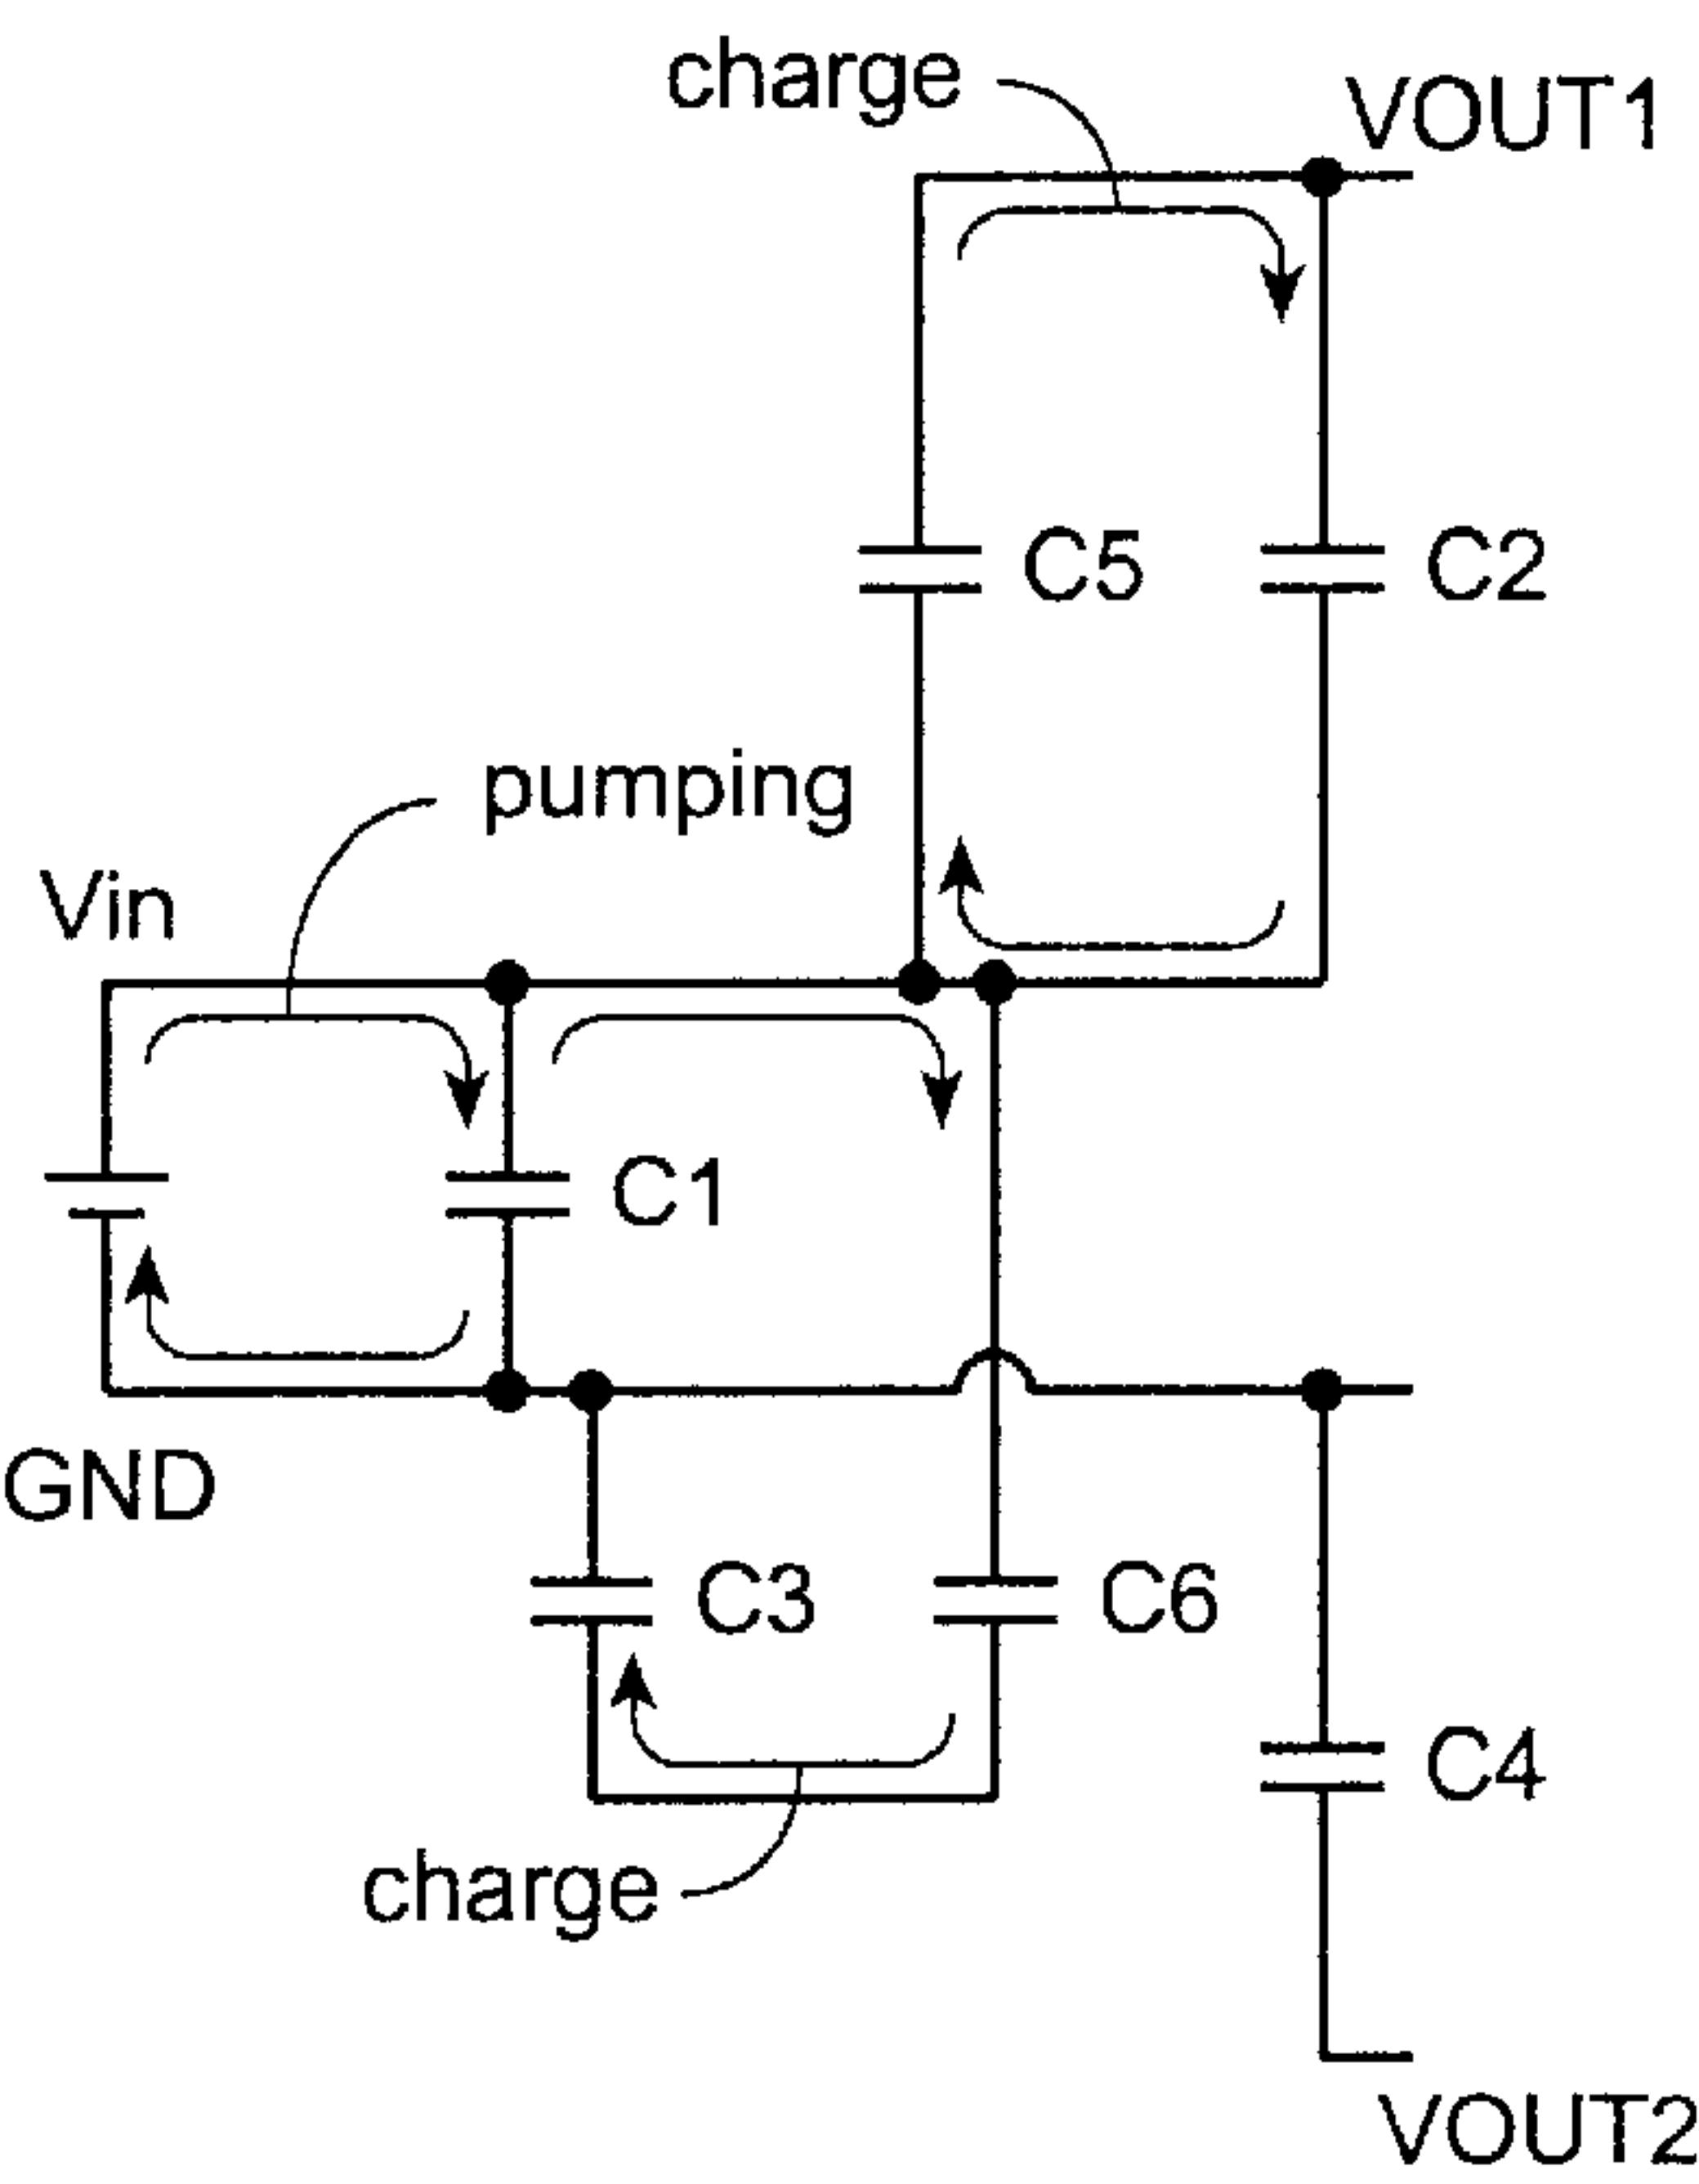 charge
VOUT1
C5
C2
pumping
Vin
C1
GND
C3
C6
C4
charge
VOUT2